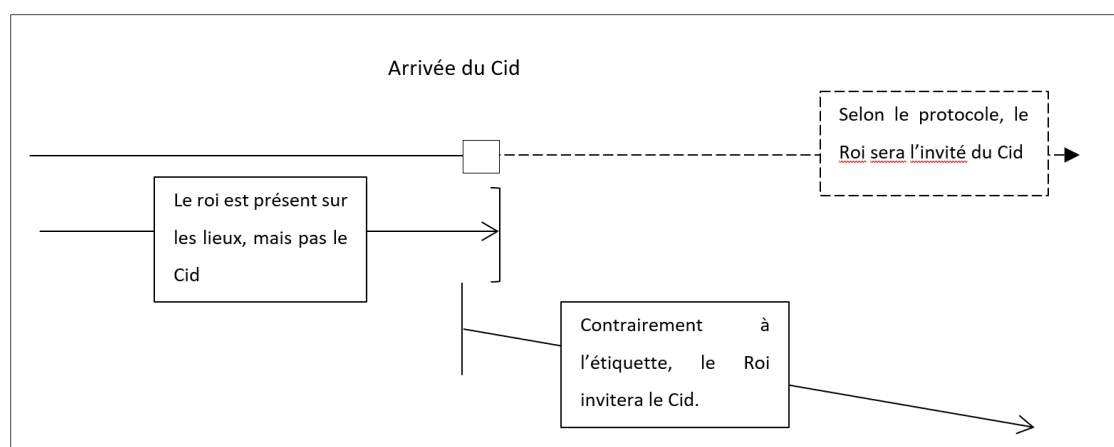 Arrivée du Cid
Selon le protocole, le
Roi sera l’invité du Cid
Le roi est présent sur
les lieux, mais pas le
Cid
Contrairement à
l’étiquette, le Roi
invitera le Cid.